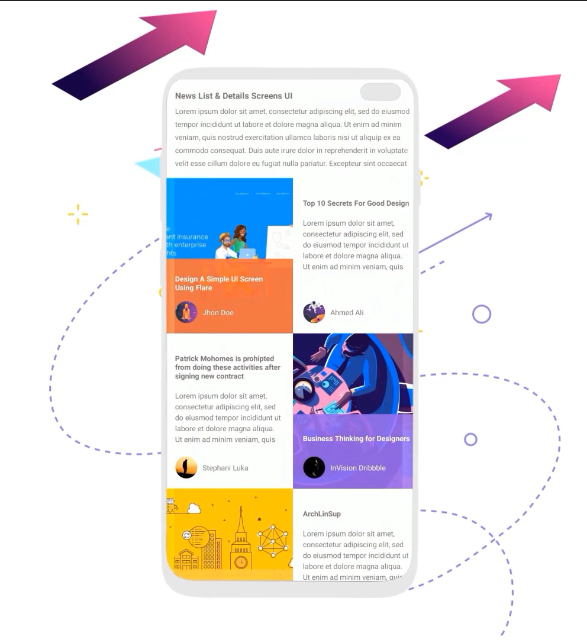 News List & Details Screens UI
Lorem ipsum dolor sit amet, consectetur adipiscing elit, sed do eiusmod
tempor incididunt ut labore et dolore magna aliqua. Ut enim ad minim
veniam, quis nostrud exercitation ullamco laboris nisi ut aliquip ex ea
commodo consequat. Duis aute irure dolor in reprehenderit in voluptate
velit esse cillum dolore eu fugiat nulla pariatur. Excepteur sint occaecat
nt insurance
th enterprise
Design A Simple UI Screen
Using Flare
Jhon Doe
Top 10 Secrets For Good Design
Lorem ipsum dolor sit amet,
consectetur adipiscing elit, sed
do eiusmod tempor incididunt ut
labore et dolore magna aliqua.
Ut enim ad minim veniam, quis
Ahmed Ali
Patrick Mohomes is prohipted
from doing these activities after
signing new contract
Lorem ipsum dolor sit amet,
consectetur adipiscing elit, sed
do eiusmod tempor incididunt ut
labore et dolore magna aliqua.
Ut enim ad minim veniam, quis
Stephani Luka
Business Thinking for Designers
InVision Dribbble
ArchLinSup
Lorem ipsum dolor sit amet,
consectetur adipiscing elit, sed
do eiusmod tempor incididunt ut
labore et dolore magna aliqua.
Ut enim ad minim veniam, quis